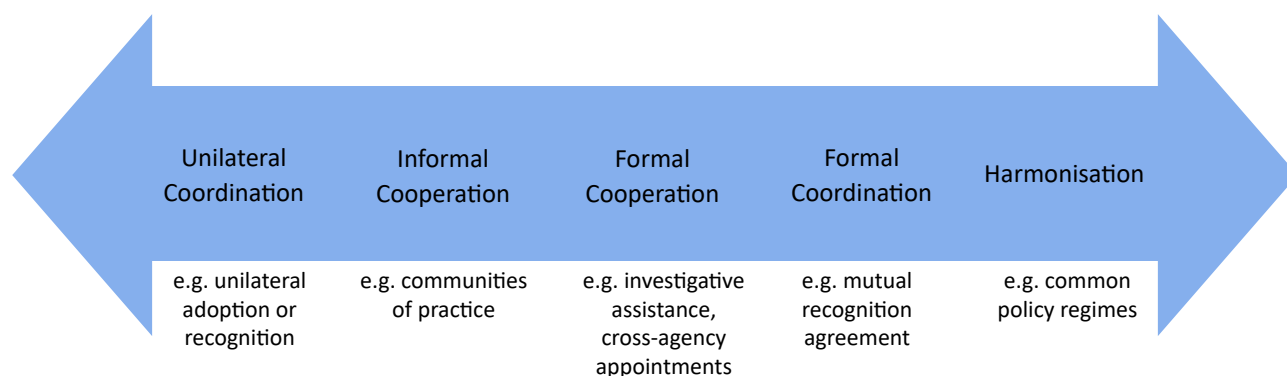 Unilateral
Coordination
Informal
Cooperation
Formal
Cooperation
Formal
Coordination
Harmonisation
e.g. unilateral
adoption or
recognition
e.g. communities
of practice
e.g. investigative
assistance,
cross-agency
appointments
e.g. mutual
recognition
agreement
e.g. common
policy regimes